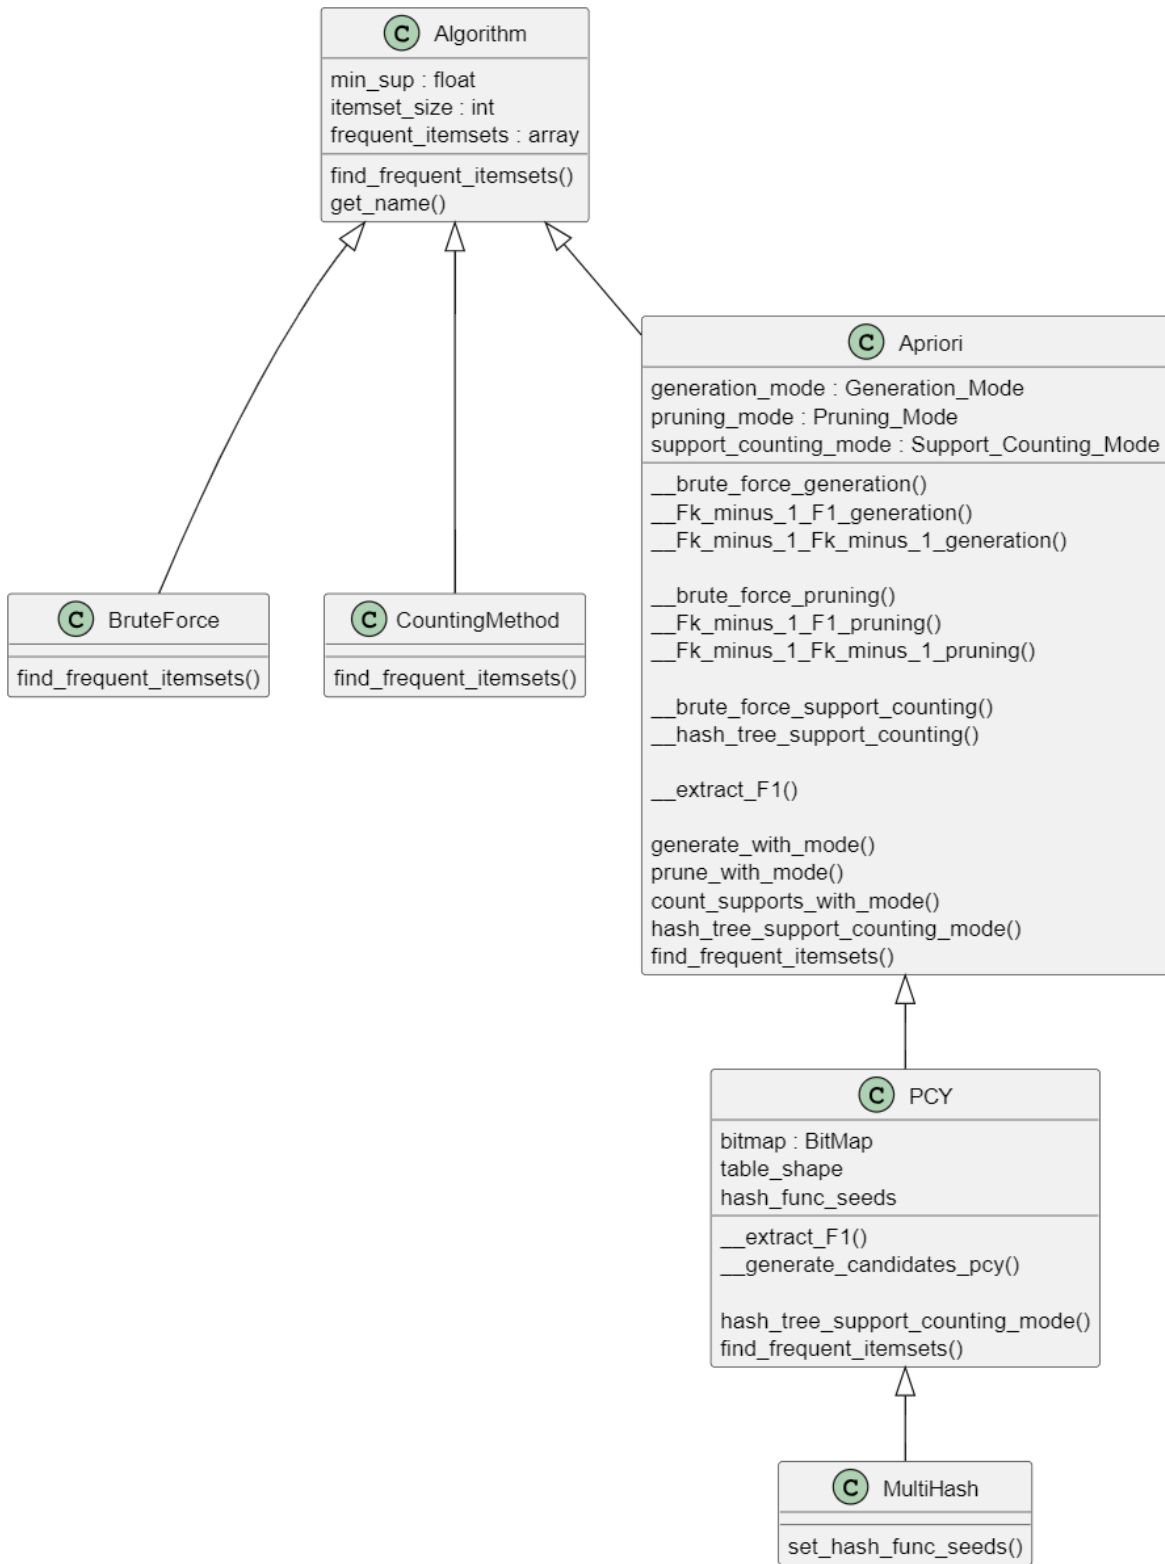 C Algorithm
min_sup : float
itemset_size : int
frequent_itemsets : array
find_frequent_itemsets()
get_name()
C Apriori
generation_mode : Generation_Mode
pruning_mode : Pruning_Mode
support_counting_mode : Support_Counting_Mode
__brute_force_generation()
__Fk_minus_1_F1_generation()
__Fk_minus_1_Fk_minus_1_generation()
__brute_force_pruning()
__Fk_minus_1_F1_pruning()
__Fk_minus_1_Fk_minus_1_pruning()
__brute_force_support_counting()
__hash_tree_support_counting()
__extract_F1()
generate_with_mode()
prune_with_mode()
count_supports_with_mode()
hash_tree_support_counting_mode()
find_frequent_itemsets()
C BruteForce
find_frequent_itemsets()
C CountingMethod
find_frequent_itemsets()
C PCY
bitmap : BitMap
table_shape
hash_func_seeds
__extract_F1()
__generate_candidates_pcy()
hash_tree_support_counting_mode()
find_frequent_itemsets()
C MultiHash
set_hash_func_seeds()